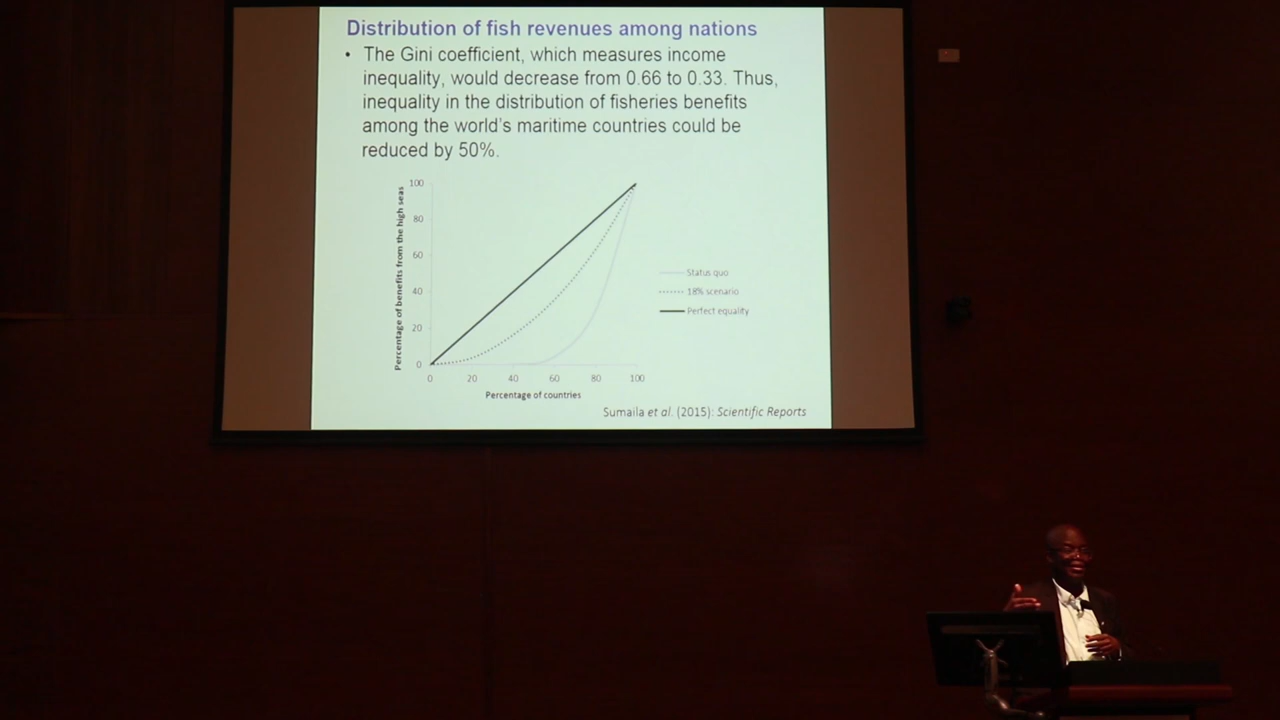 Distribution of fish revenues among nations
• The Gini coefficient, which measures income
inequality, would decrease from 0.66 to 0.33. Thus,
inequality in the distribution of fisheries benefits
among the world's maritime countries could be
reduced by 50%.
Percentage of benefits from the high seas
100
80
60
40
20
0
0 20 40 60 80 100
Percentage of countries
Status quo
18% scenario
Perfect equality
Sumaila et al. (2015): Scientific Reports